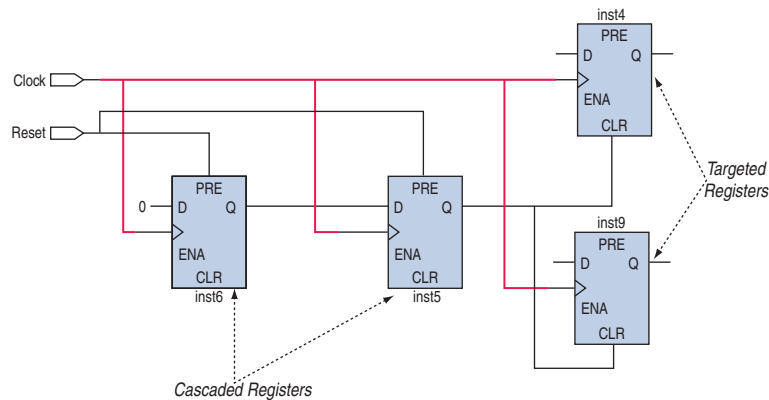 inst4
PRE
D Q
Clock
ENA
CLR
Reset
Targeted
Registers
PRE
0 D Q
ENA
CLR
inst6
PRE
D Q
ENA
CLR
inst5
inst9
PRE
D Q
ENA
CLR
Cascaded Registers